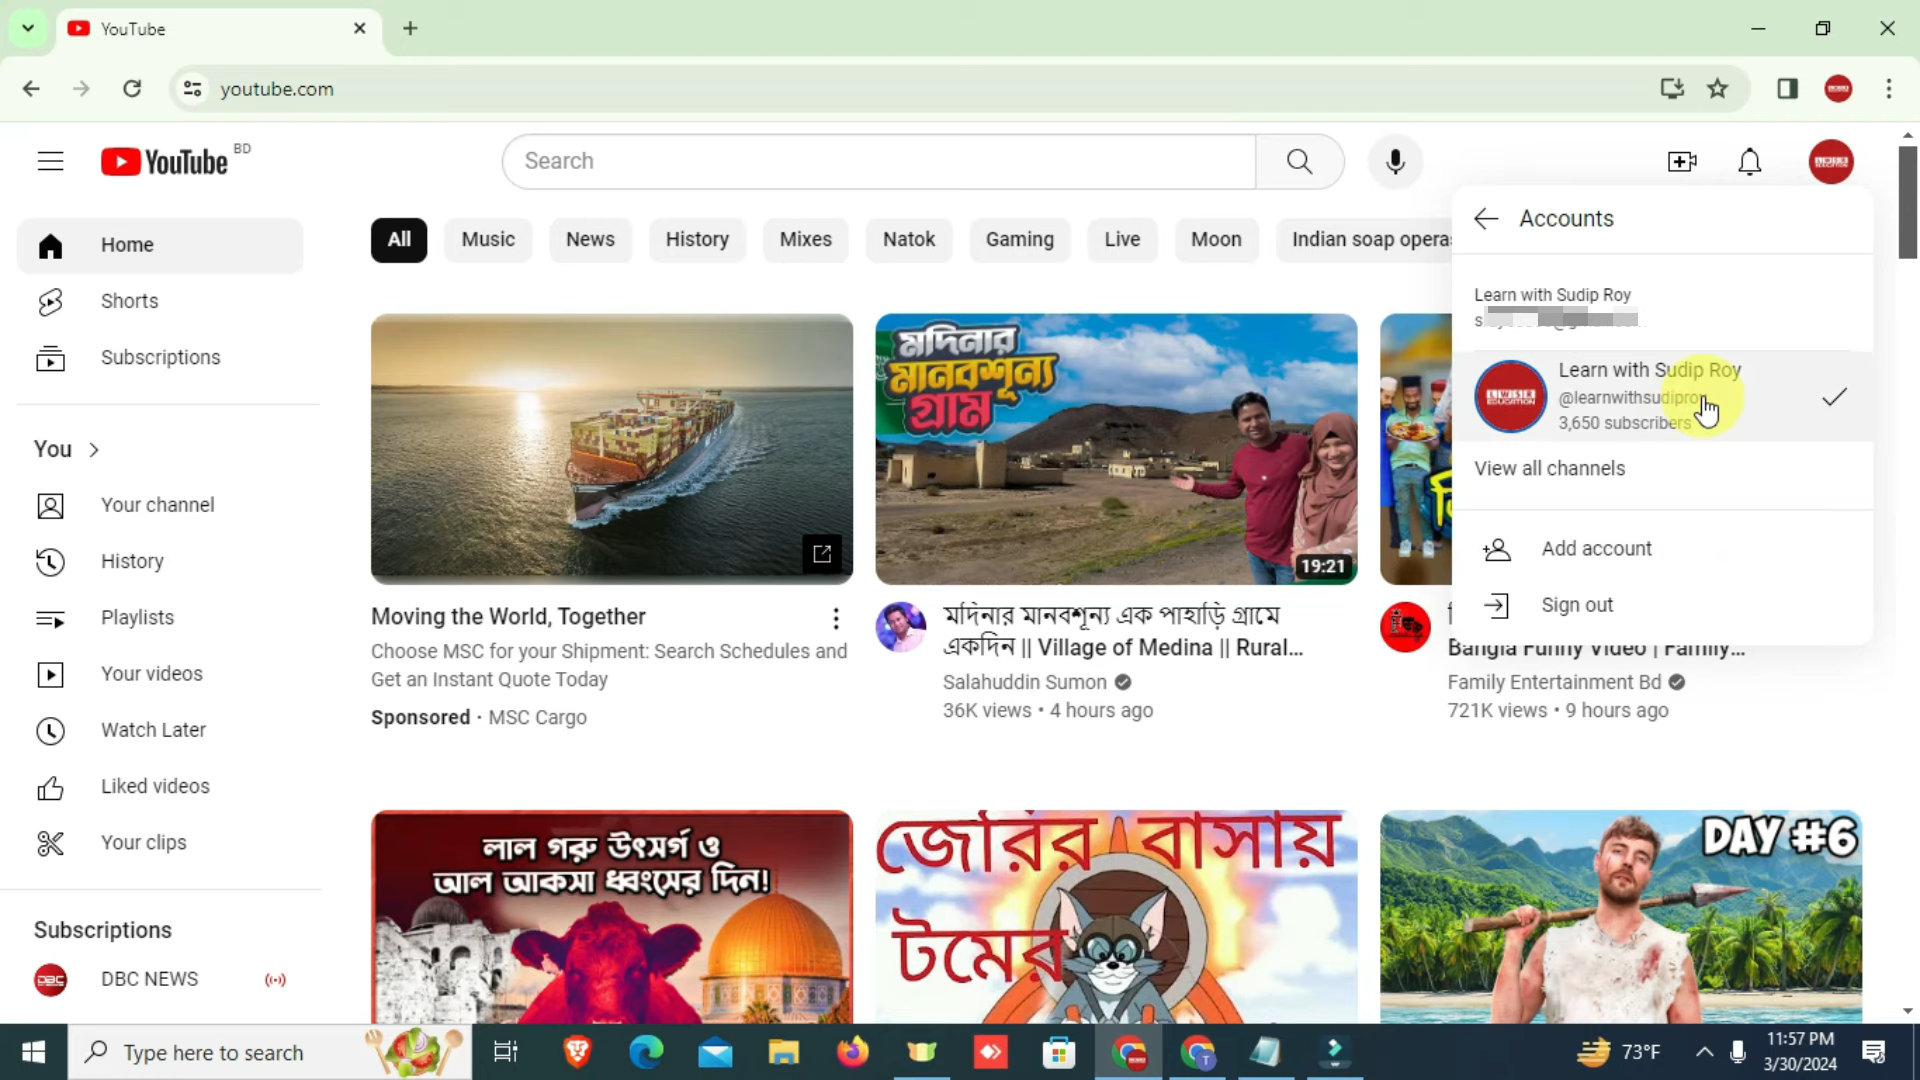 YouTube
youtube.com
YouTube BD
Search
Home
Shorts
Subscriptions
You
Your channel
History
Playlists
Your videos
Watch Later
Liked videos
Your clips
Subscriptions
DBC NEWS
All
Music
News
History
Mixes
Natok
Gaming
Live
Moon
Indian soap operas
Accounts
Learn with Sudip Roy
Learn with Sudip Roy
@learnwithsudiproy
3,650 subscribers
View all channels
Add account
Sign out
Moving the World, Together
Choose MSC for your Shipment: Search Schedules and
Get an Instant Quote Today
Sponsored · MSC Cargo
মদিনার
মানবশূন্য
গ্রাম
19:21
মদিনার মানবশূন্য এক পাহাড়ি গ্রামে
একদিন || Village of Medina || Rural...
Salahuddin Sumon
36K views • 4 hours ago
Bangla Funny Video | Family...
Family Entertainment Bd
721K views • 9 hours ago
লাল গরু উৎসর্গ ও
আল আকসা ধ্বংসের দিন!
জেরির বাসায়
টমের
DAY #6
Type here to search
73°F
11:57 PM
3/30/2024